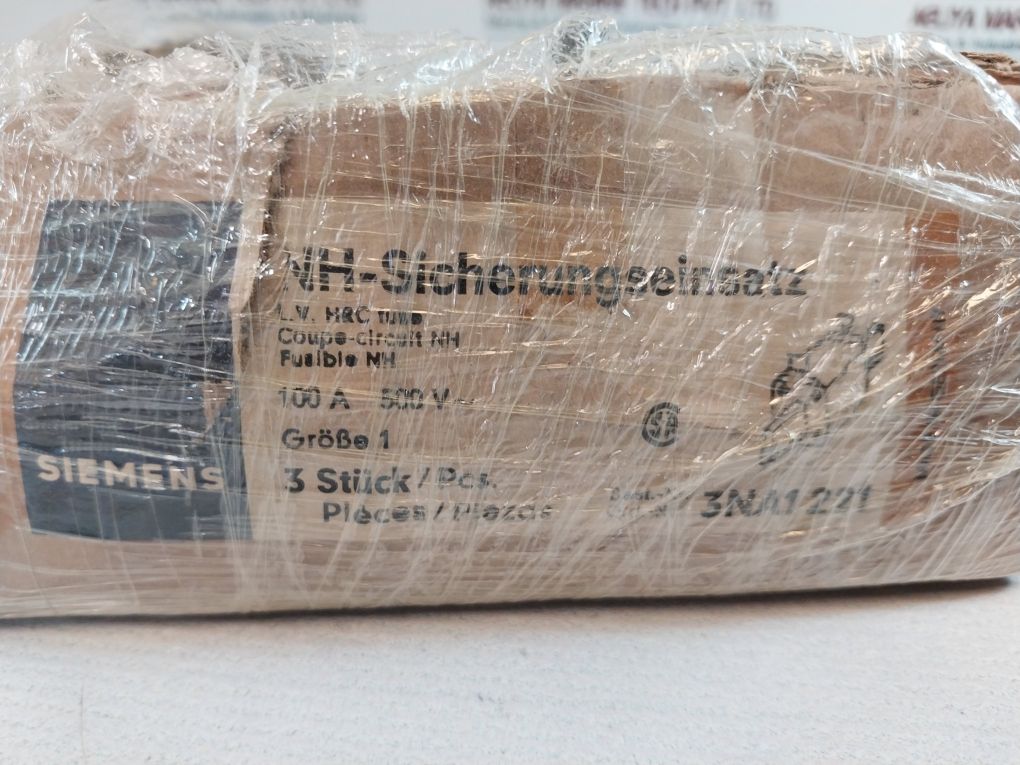 SIEMENS
NH-Sicherungseinsatz
L.V. HRC fuse
Coupe-circuit NH
Fusible NH
100 A 500 V~
Größe 1
3 Stück/Pcs.
Pièces/Piezas
3NA1 221